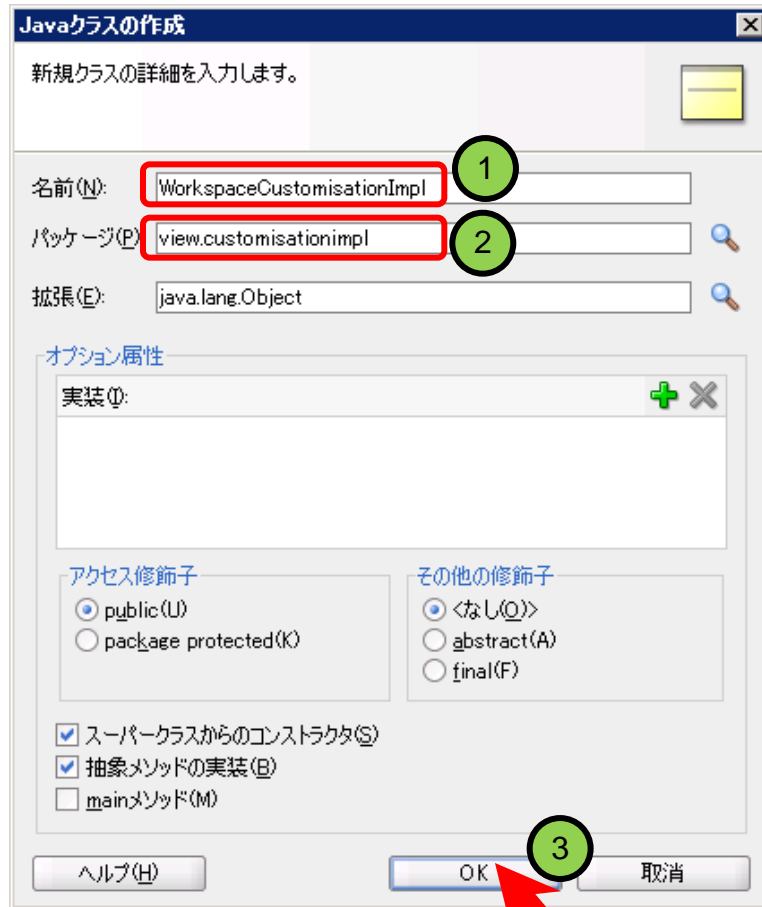 Javaクラスの作成
新規クラスの詳細を入力します。
名前(N): WorkspaceCustomisationImpl 1
パッケージ(P) view.customisationimpl 2
拡張(E): java.lang.Object
オプション属性
実装(I):
アクセス修飾子 その他の修飾子
public(U) <なし(O)>
package protected(K) abstract(A)
final(F)
スーパークラスからのコンストラクタ(S)
抽象メソッドの実装(B)
mainメソッド(M)
3
ヘルプ(H) OK 取消